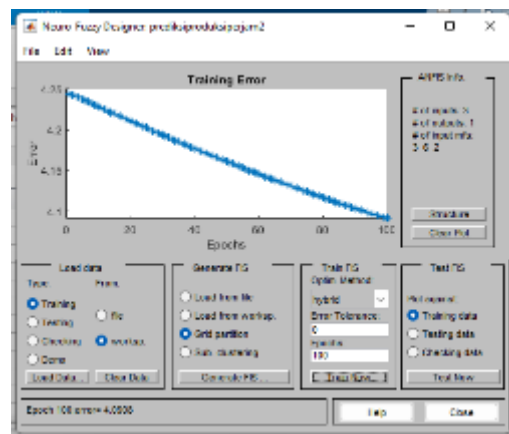 Neuro-Fuzzy Designer: prediksiproduksiperjam2
File Edit View
Training Error
4.25
4.2
4.15
4.1
Error
0 20 40 60 80 100
Epochs
ANFIS Info.
# of inputs: 3
# of outputs: 1
# of input mfs:
3 6 2
Structure
Clear Plot
Load data
Type: From:
Training
Testing
Checking
Demo
file
worksp.
Load Data... Clear Data
Generate FIS
Load from file
Load from worksp.
Grid partition
Sub. clustering
Generate FIS ...
Train FIS
Optim. Method:
hybrid
Error Tolerance:
0
Epochs:
100
Train Now
Test FIS
Plot against:
Training data
Testing data
Checking data
Test Now
Epoch 100 error= 4.0938
Help Close